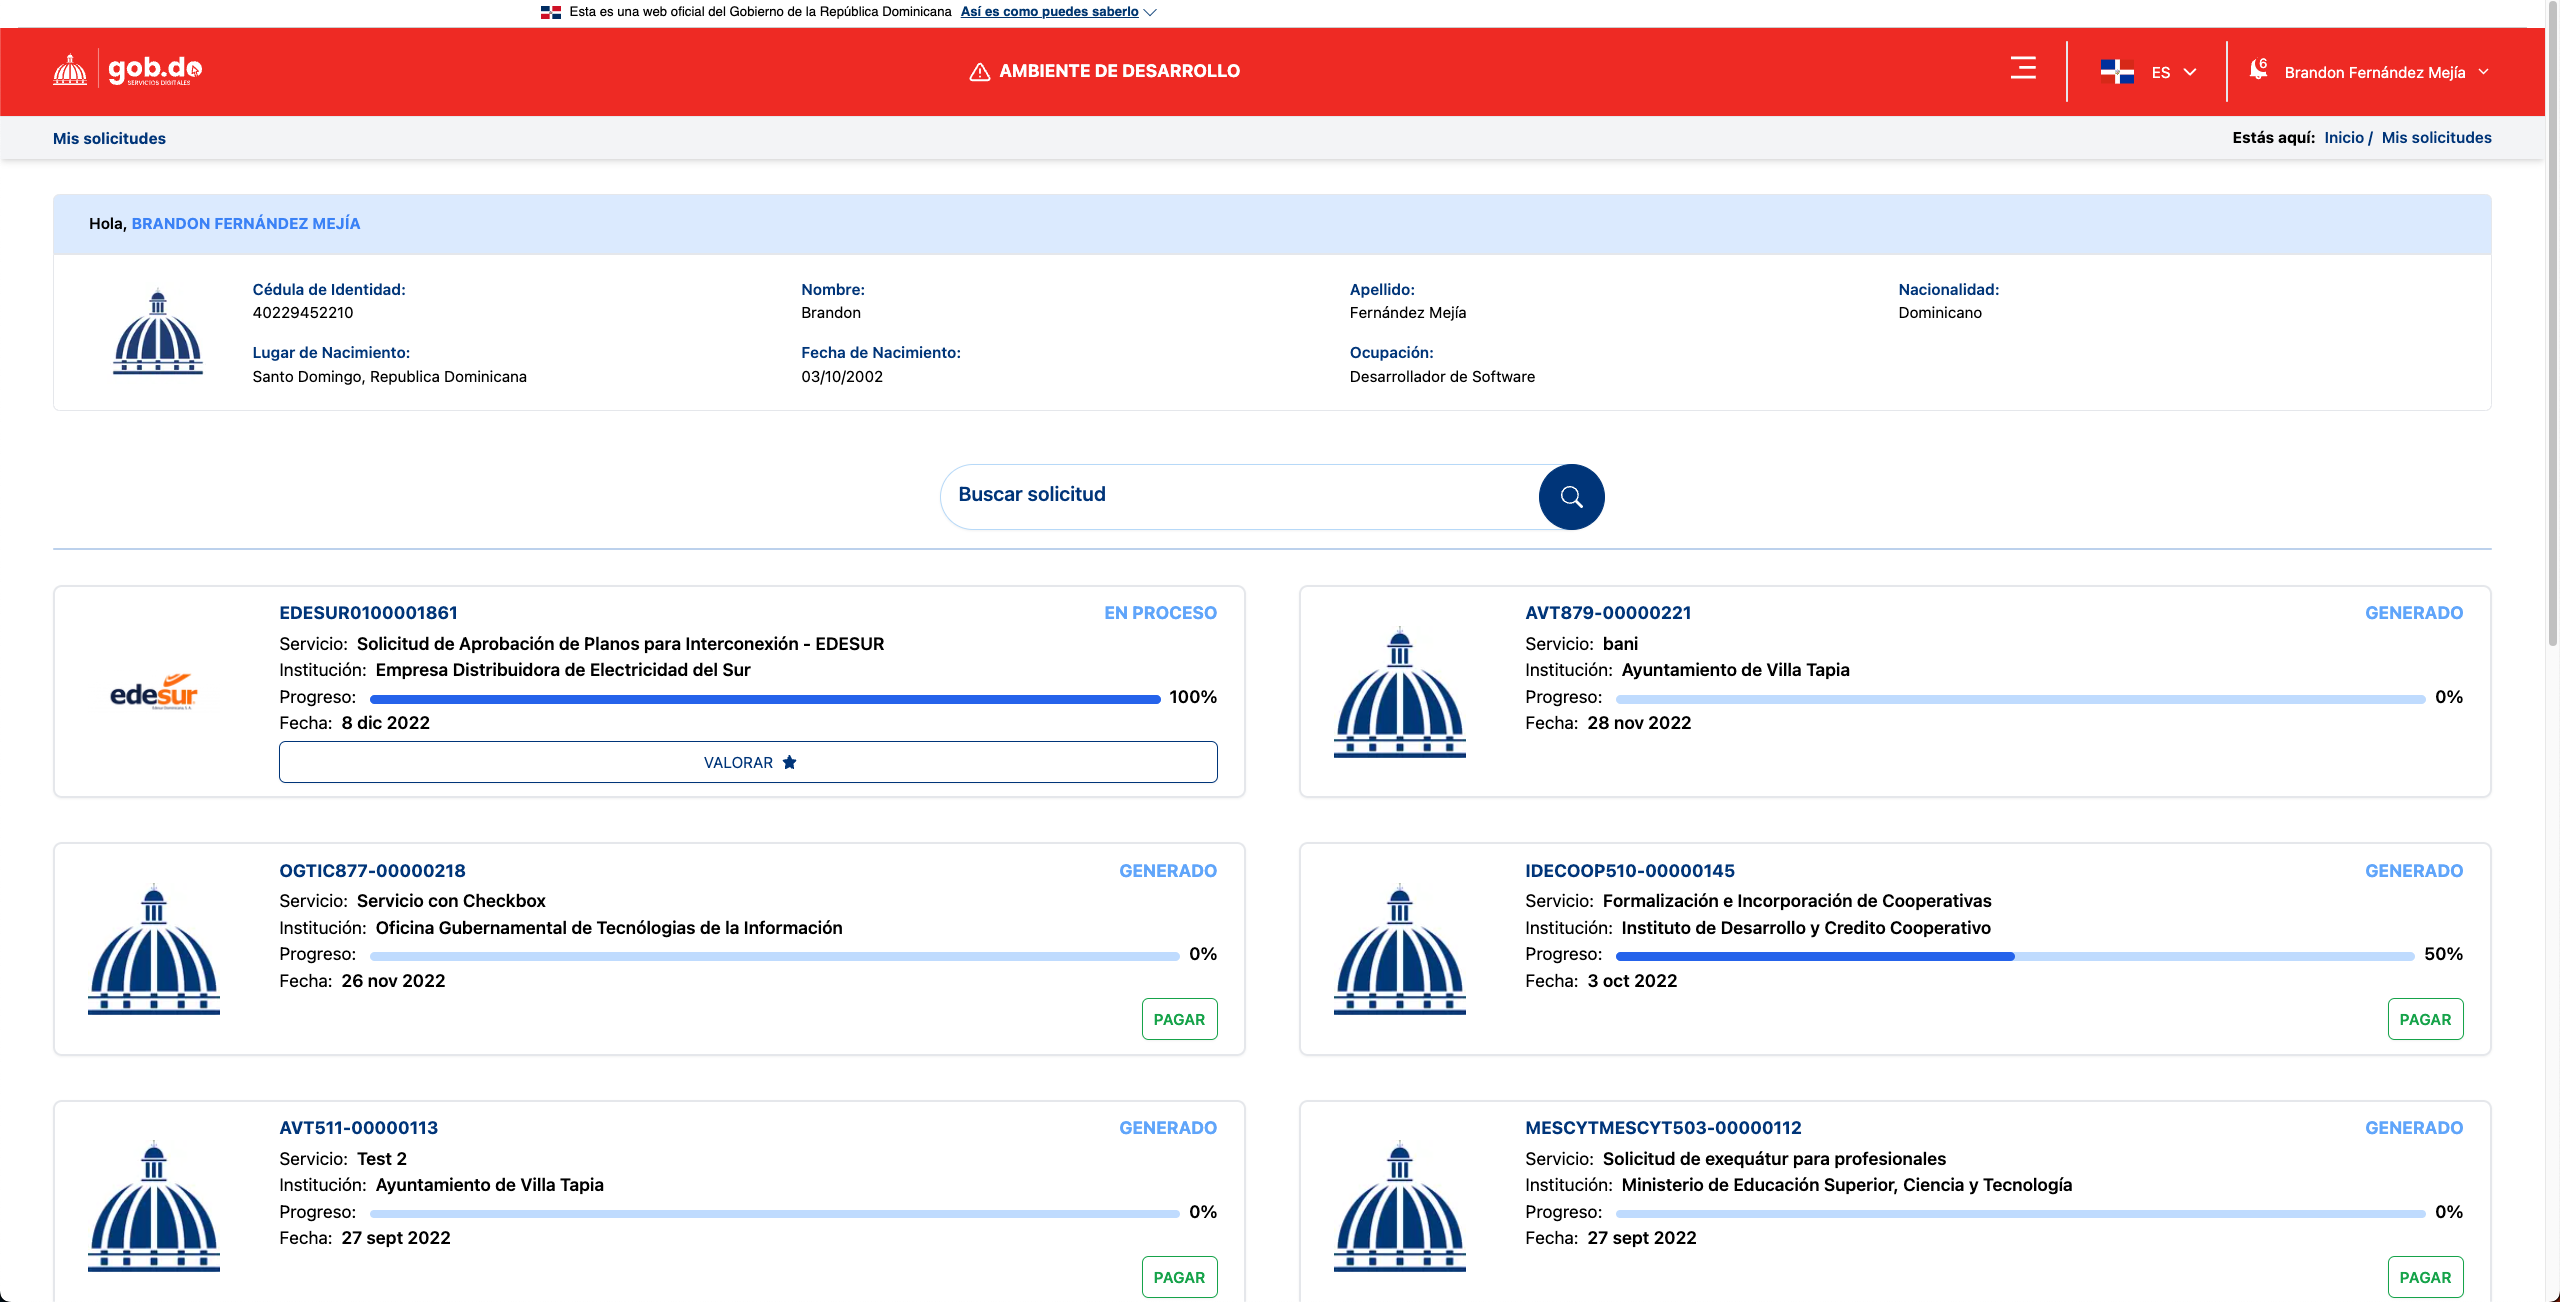 Esta es una web oficial del Gobierno de la República Dominicana Así es como puedes saberlo
gob.do
SERVICIOS DIGITALES
AMBIENTE DE DESARROLLO
ES
6
Brandon Fernández Mejía
Mis solicitudes
Estás aquí: Inicio / Mis solicitudes
Hola, BRANDON FERNÁNDEZ MEJÍA
Cédula de Identidad:
40229452210
Nombre:
Brandon
Apellido:
Fernández Mejía
Nacionalidad:
Dominicano
Lugar de Nacimiento:
Santo Domingo, Republica Dominicana
Fecha de Nacimiento:
03/10/2002
Ocupación:
Desarrollador de Software
Buscar solicitud
edesur
EDESUR0100001861
EN PROCESO
Servicio: Solicitud de Aprobación de Planos para Interconexión - EDESUR
Institución: Empresa Distribuidora de Electricidad del Sur
Progreso: 100%
Fecha: 8 dic 2022
VALORAR
AVT879-00000221
GENERADO
Servicio: bani
Institución: Ayuntamiento de Villa Tapia
Progreso: 0%
Fecha: 28 nov 2022
OGTIC877-00000218
GENERADO
Servicio: Servicio con Checkbox
Institución: Oficina Gubernamental de Tecnólogias de la Información
Progreso: 0%
Fecha: 26 nov 2022
PAGAR
IDECOOP510-00000145
GENERADO
Servicio: Formalización e Incorporación de Cooperativas
Institución: Instituto de Desarrollo y Credito Cooperativo
Progreso: 50%
Fecha: 3 oct 2022
PAGAR
AVT511-00000113
GENERADO
Servicio: Test 2
Institución: Ayuntamiento de Villa Tapia
Progreso: 0%
Fecha: 27 sept 2022
PAGAR
MESCYTMESCYT503-00000112
GENERADO
Servicio: Solicitud de exequátur para profesionales
Institución: Ministerio de Educación Superior, Ciencia y Tecnología
Progreso: 0%
Fecha: 27 sept 2022
PAGAR